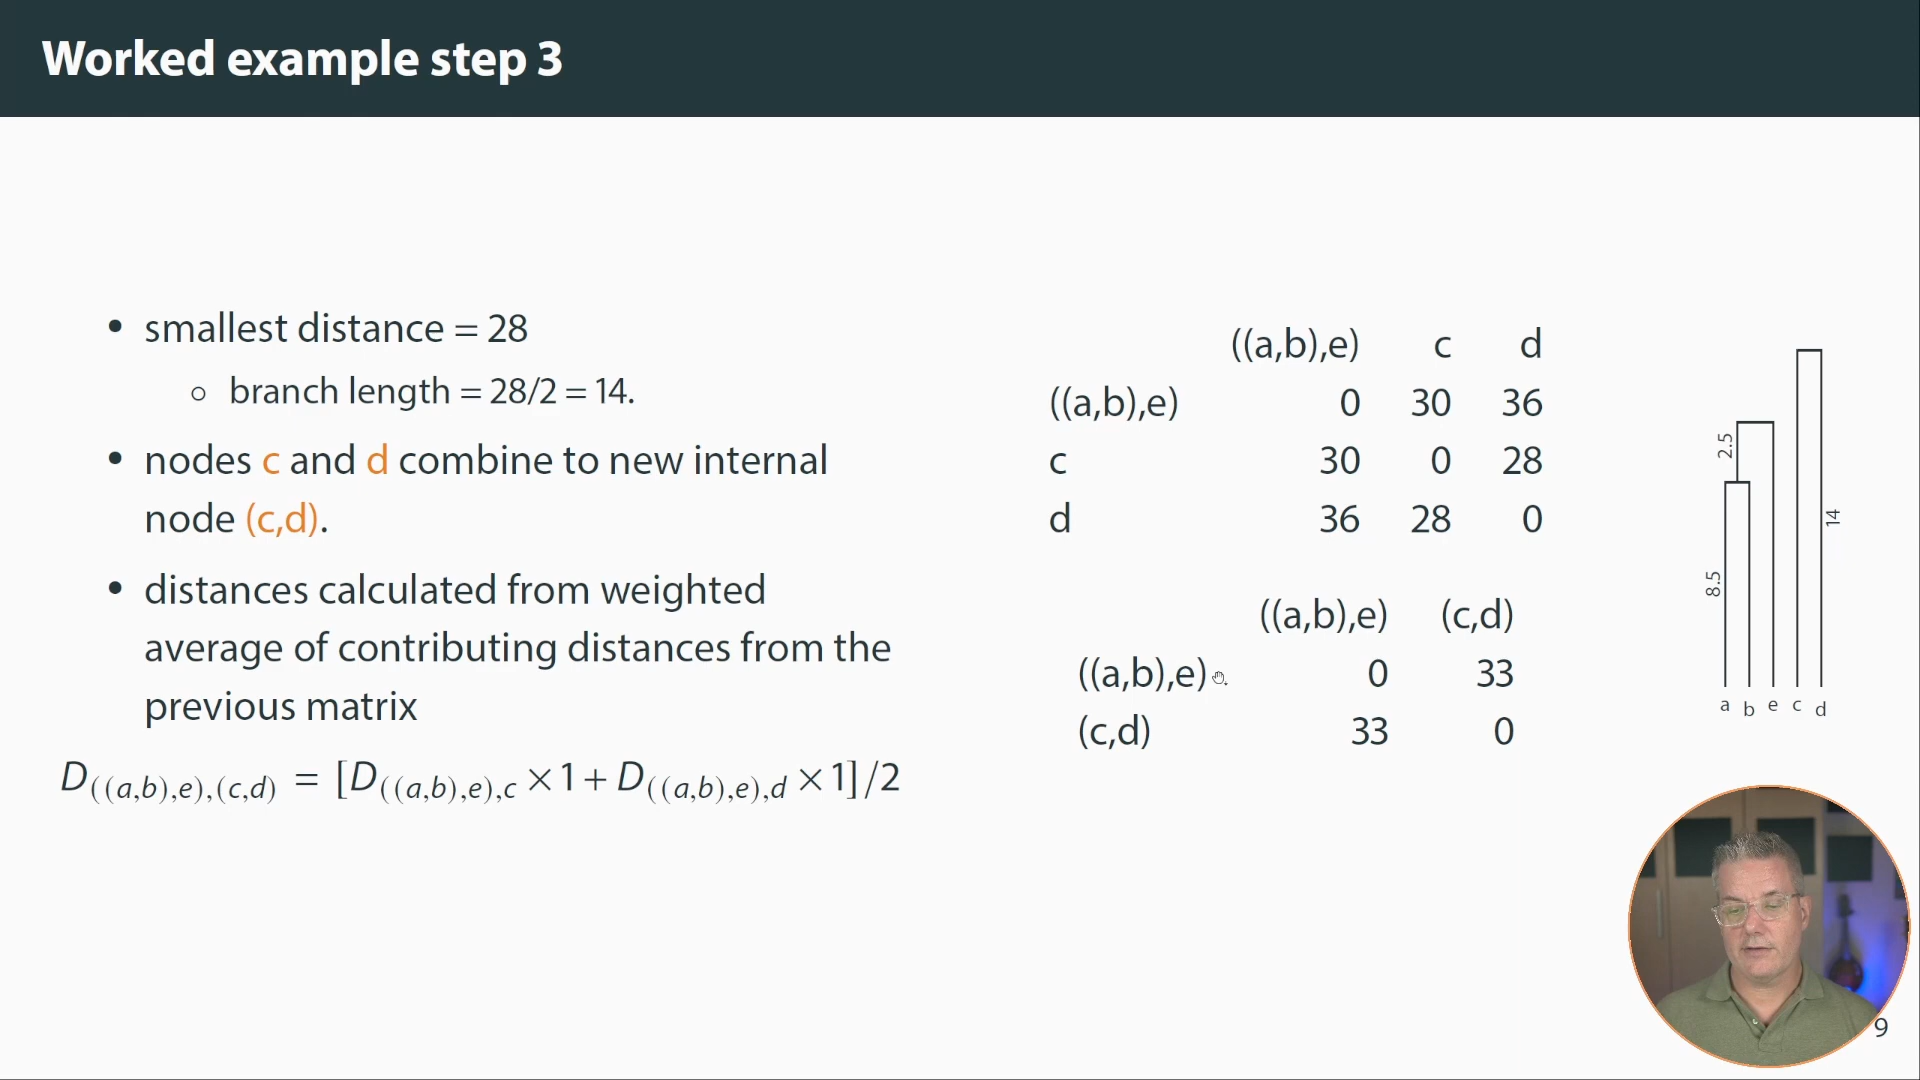 Worked example step 3
• smallest distance = 28
◦ branch length = 28/2 = 14.
• nodes c and d combine to new internal
node (c,d).
• distances calculated from weighted
average of contributing distances from the
previous matrix
D((a,b),e),(c,d) = [D((a,b),e),c ×1 + D((a,b),e),d ×1]/2
((a,b),e) c d
((a,b),e) 0 30 36
c 30 0 28
d 36 28 0
((a,b),e) (c,d)
((a,b),e) 0 33
(c,d) 33 0
2.5
14
8.5
a b e c d
9